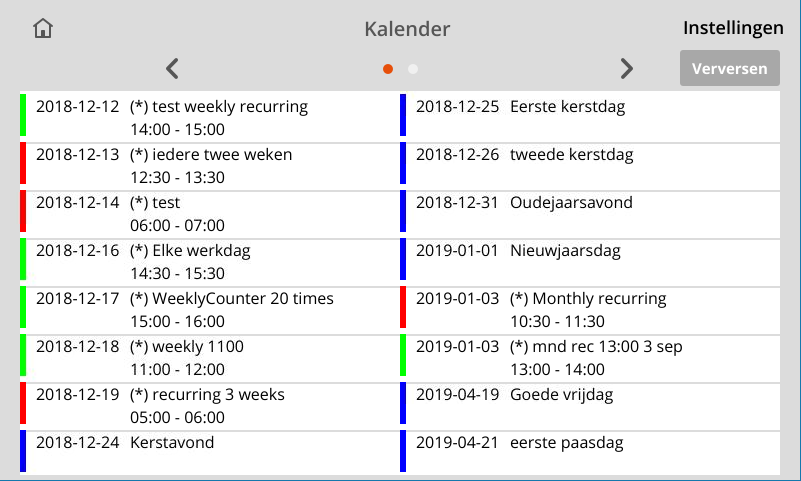 Kalender
Instellingen
Verversen
2018-12-12 (*) test weekly recurring
14:00 - 15:00
2018-12-13 (*) iedere twee weken
12:30 - 13:30
2018-12-14 (*) test
06:00 - 07:00
2018-12-16 (*) Elke werkdag
14:30 - 15:30
2018-12-17 (*) WeeklyCounter 20 times
15:00 - 16:00
2018-12-18 (*) weekly 1100
11:00 - 12:00
2018-12-19 (*) recurring 3 weeks
05:00 - 06:00
2018-12-24 Kerstavond
2018-12-25 Eerste kerstdag
2018-12-26 tweede kerstdag
2018-12-31 Oudejaarsavond
2019-01-01 Nieuwjaarsdag
2019-01-03 (*) Monthly recurring
10:30 - 11:30
2019-01-03 (*) mnd rec 13:00 3 sep
13:00 - 14:00
2019-04-19 Goede vrijdag
2019-04-21 eerste paasdag